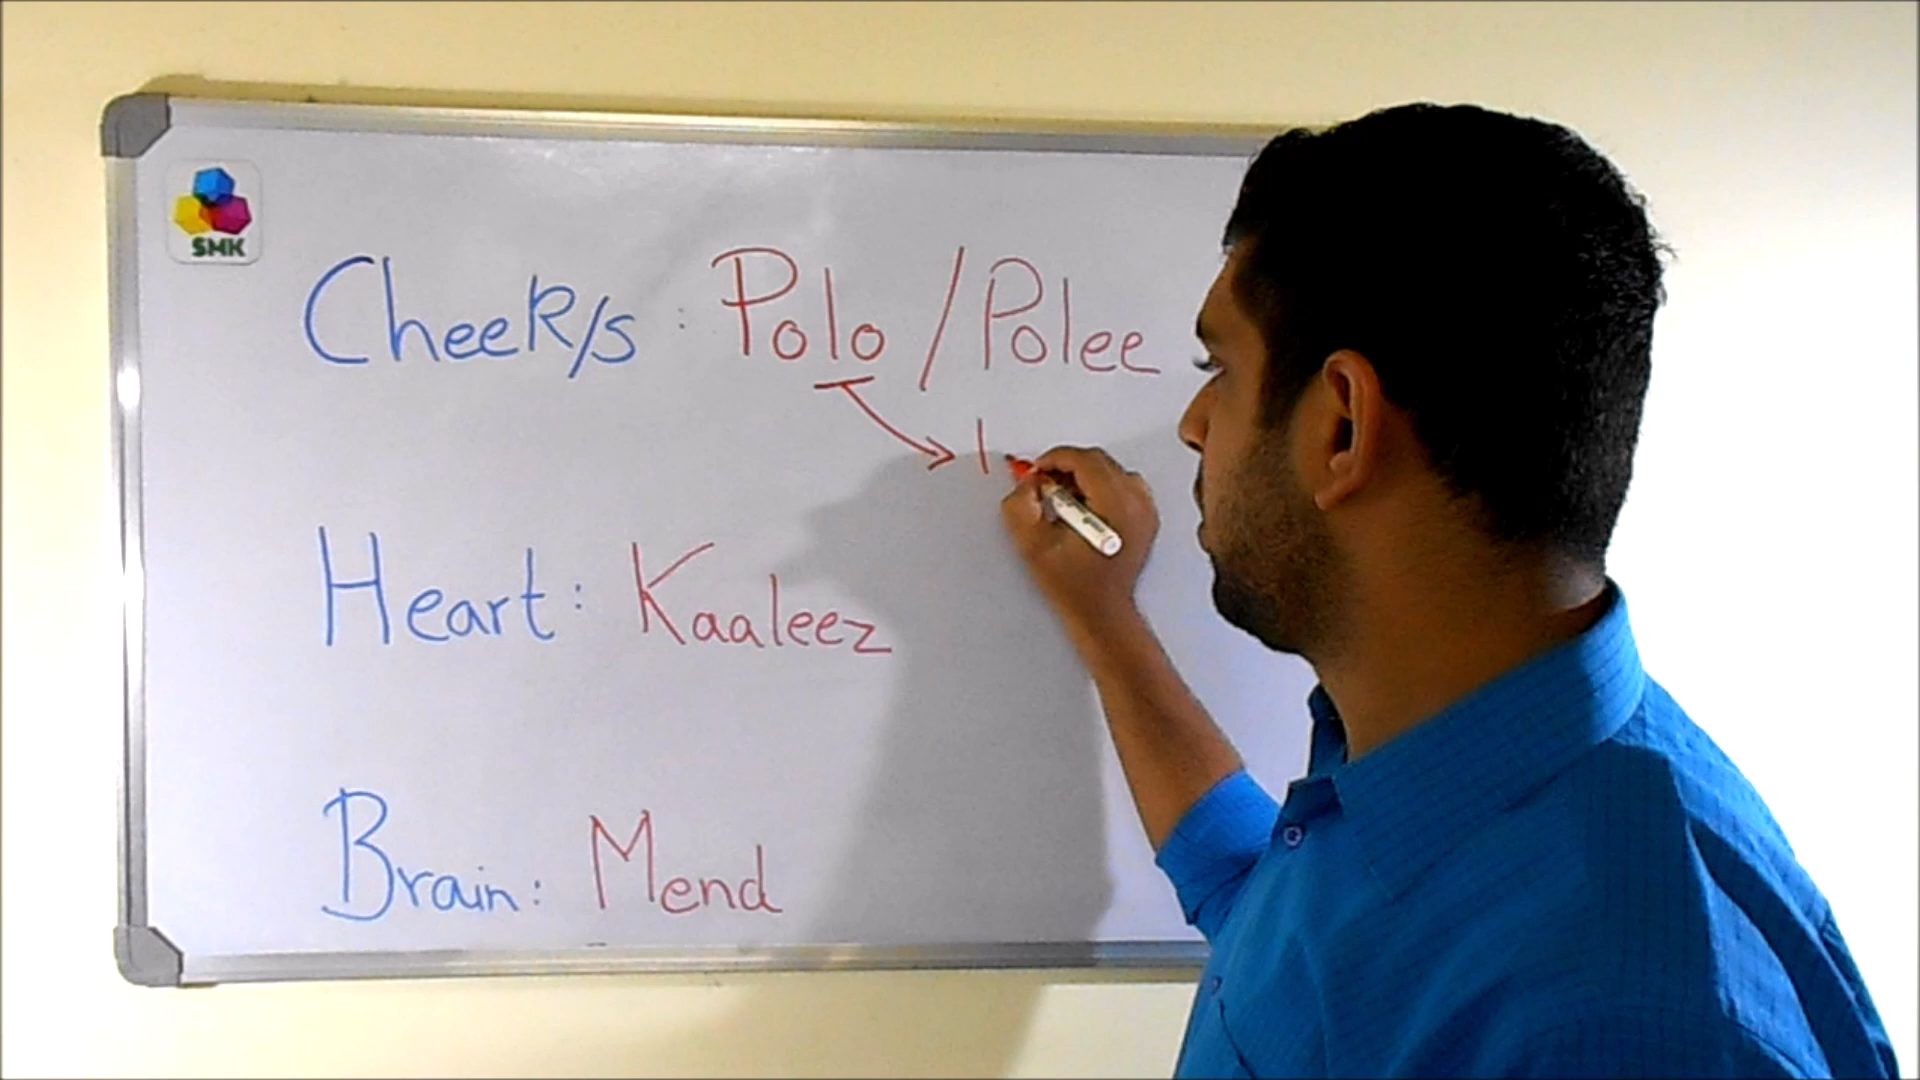 SMK
CheeK/s : Polo / Polee
l
Heart : Kaaleez
Brain : Mend